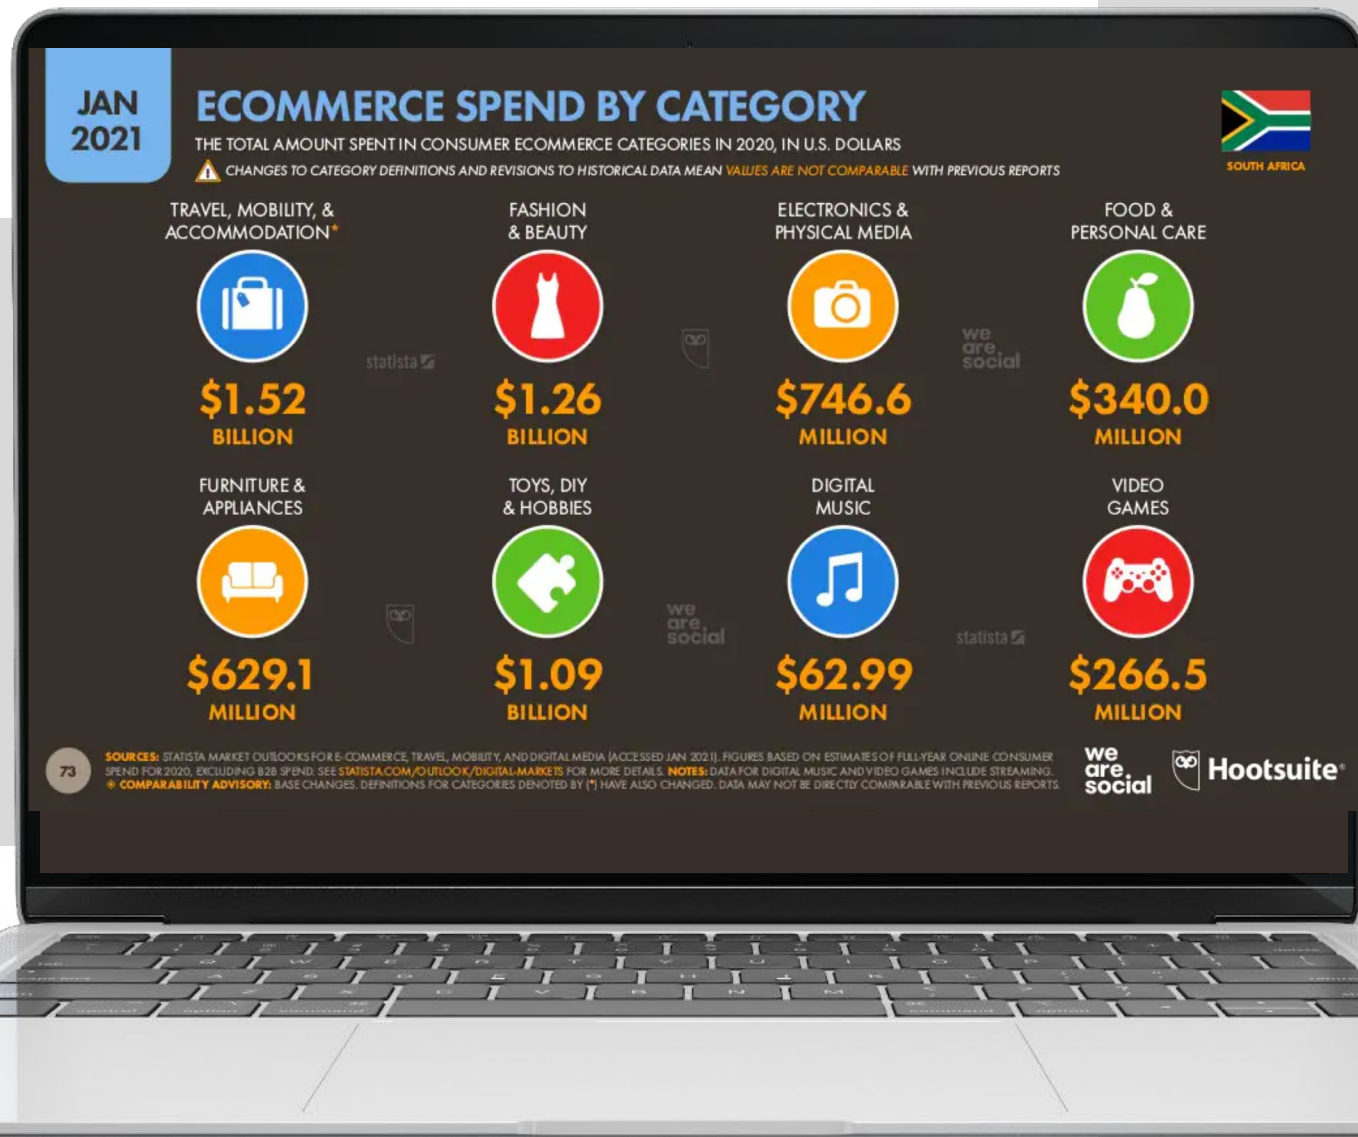 JAN
2021
ECOMMERCE SPEND BY CATEGORY
THE TOTAL AMOUNT SPENT IN CONSUMER ECOMMERCE CATEGORIES IN 2020, IN U.S. DOLLARS
CHANGES TO CATEGORY DEFINITIONS AND REVISIONS TO HISTORICAL DATA MEAN VALUES ARE NOT COMPARABLE WITH PREVIOUS REPORTS
SOUTH AFRICA
TRAVEL, MOBILITY, &
ACCOMMODATION*
$1.52
BILLION
FASHION
& BEAUTY
$1.26
BILLION
ELECTRONICS &
PHYSICAL MEDIA
$746.6
MILLION
FOOD &
PERSONAL CARE
$340.0
MILLION
statista
we
are.
social
FURNITURE &
APPLIANCES
$629.1
MILLION
TOYS, DIY
& HOBBIES
$1.09
BILLION
DIGITAL
MUSIC
$62.99
MILLION
VIDEO
GAMES
$266.5
MILLION
we
are.
social
statista
73
SOURCES: STATISTA MARKET OUTLOOKS FOR E-COMMERCE, TRAVEL, MOBILITY, AND DIGITAL MEDIA (ACCESSED JAN 2021). FIGURES BASED ON ESTIMATES OF FULL-YEAR ONLINE CONSUMER
SPEND FOR 2020, EXCLUDING B2B SPEND. SEE STATISTA.COM/OUTLOOK/DIGITAL-MARKETS FOR MORE DETAILS. NOTES: DATA FOR DIGITAL MUSIC AND VIDEO GAMES INCLUDE STREAMING.
COMPARABILITY ADVISORY: BASE CHANGES. DEFINITIONS FOR CATEGORIES DENOTED BY (*) HAVE ALSO CHANGED. DATA MAY NOT BE DIRECTLY COMPARABLE WITH PREVIOUS REPORTS.
we
are.
social
Hootsuite®